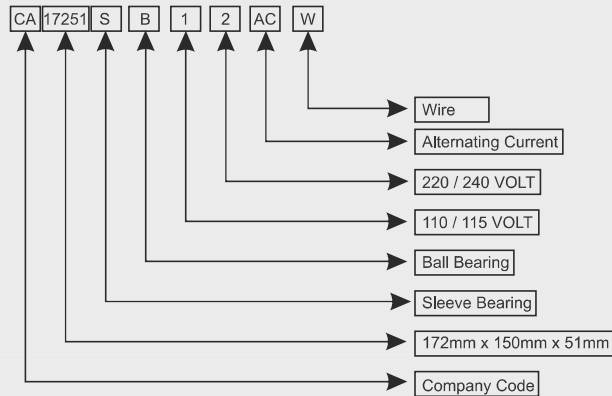 CA 17251 S B 1 2 AC W
Wire
Alternating Current
220 / 240 VOLT
110 / 115 VOLT
Ball Bearing
Sleeve Bearing
172mm x 150mm x 51mm
Company Code